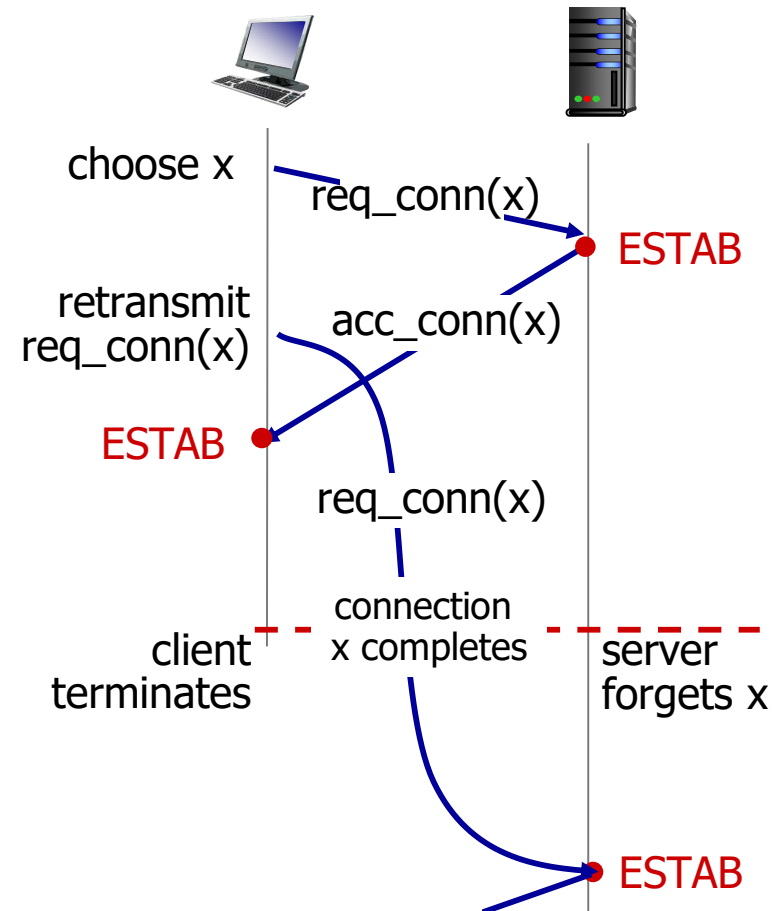 choose x
req_conn(x)
ESTAB
retransmit
req_conn(x)
acc_conn(x)
ESTAB
req_conn(x)
connection
x completes
client
terminates
server
forgets x
ESTAB